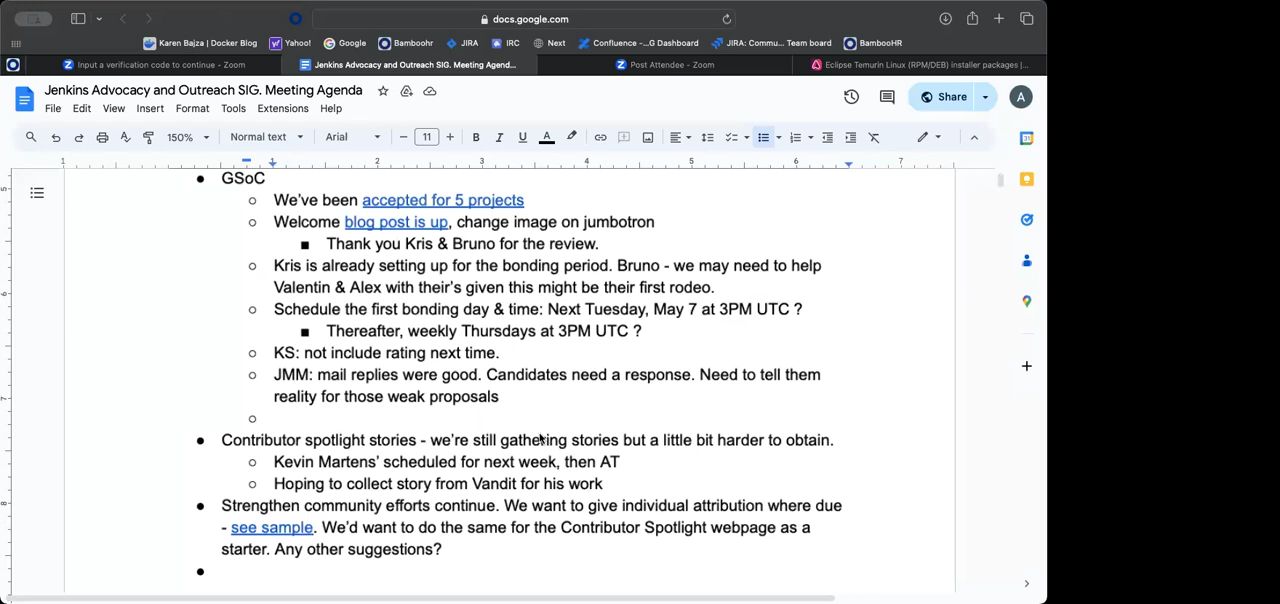 docs.google.com
Karen Bajza | Docker Blog
Yahoo!
Google
Bamboohr
JIRA
IRC
Next
Confluence -...G Dashboard
JIRA: Commu... Team board
BambooHR
Input a verification code to continue - Zoom
Jenkins Advocacy and Outreach SIG. Meeting Agend...
Post Attendee - Zoom
Eclipse Temurin Linux (RPM/DEB) installer packages |...
Jenkins Advocacy and Outreach SIG. Meeting Agenda
File Edit View Insert Format Tools Extensions Help
Share
A
150%
Normal text
Arial
11
B I U A
1 1 2 3 4 5 6 7
GSoC
We've been accepted for 5 projects
Welcome blog post is up, change image on jumbotron
Thank you Kris & Bruno for the review.
Kris is already setting up for the bonding period. Bruno - we may need to help
Valentin & Alex with their's given this might be their first rodeo.
Schedule the first bonding day & time: Next Tuesday, May 7 at 3PM UTC ?
Thereafter, weekly Thursdays at 3PM UTC ?
KS: not include rating next time.
JMM: mail replies were good. Candidates need a response. Need to tell them
reality for those weak proposals
Contributor spotlight stories - we're still gathering stories but a little bit harder to obtain.
Kevin Martens' scheduled for next week, then AT
Hoping to collect story from Vandit for his work
Strengthen community efforts continue. We want to give individual attribution where due
- see sample. We'd want to do the same for the Contributor Spotlight webpage as a
starter. Any other suggestions?